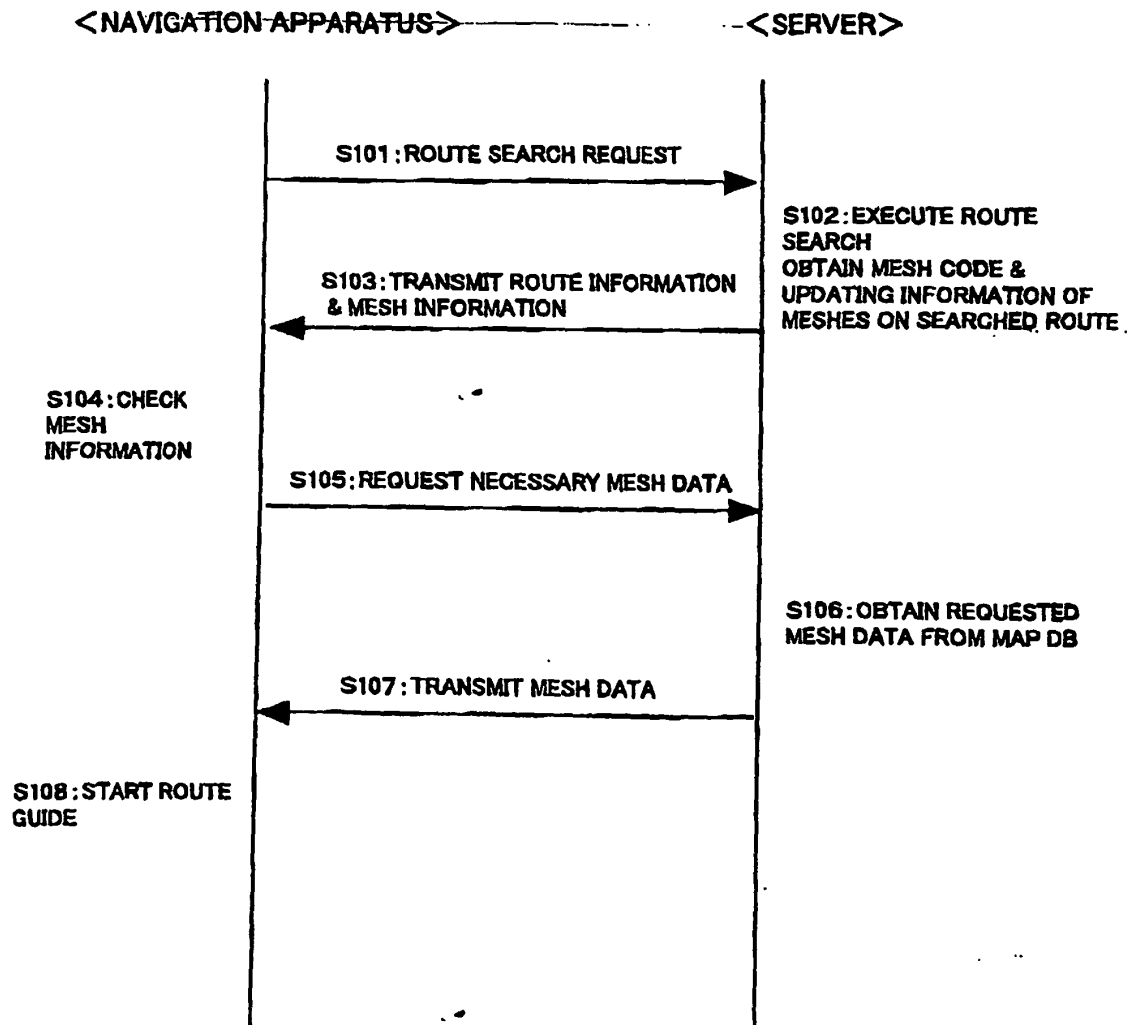 <NAVIGATION APPARATUS>
<SERVER>
S101:ROUTE SEARCH REQUEST
S102:EXECUTE ROUTE
SEARCH
OBTAIN MESH CODE &
UPDATING INFORMATION OF
MESHES ON SEARCHED ROUTE
S103:TRANSMIT ROUTE INFORMATION
& MESH INFORMATION
S104:CHECK
MESH
INFORMATION
S105:REQUEST NECESSARY MESH DATA
S106:OBTAIN REQUESTED
MESH DATA FROM MAP DB
S107:TRANSMIT MESH DATA
S108:START ROUTE
GUIDE